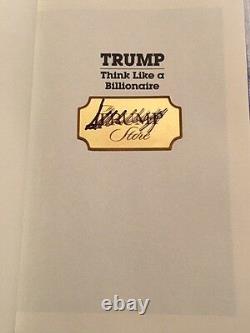 TRUMP
Think Like a
Billionaire
Store